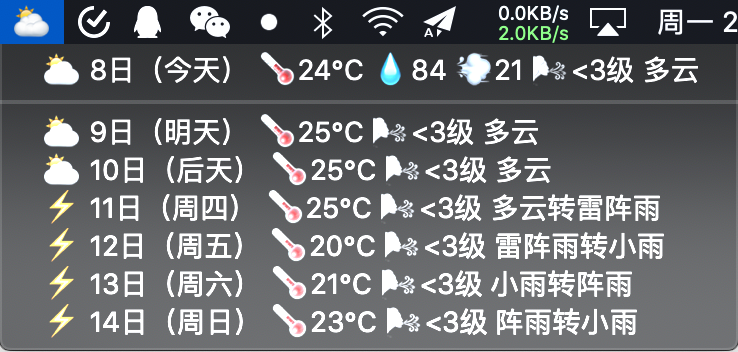 0.0KB/s
2.0KB/s
周一 2
8日（今天） 24°C 84 21 <3级 多云
9日（明天） 25°C <3级 多云
10日（后天） 25°C <3级 多云
11日（周四） 25°C <3级 多云转雷阵雨
12日（周五） 20°C <3级 雷阵雨转小雨
13日（周六） 21°C <3级 小雨转阵雨
14日（周日） 23°C <3级 阵雨转小雨